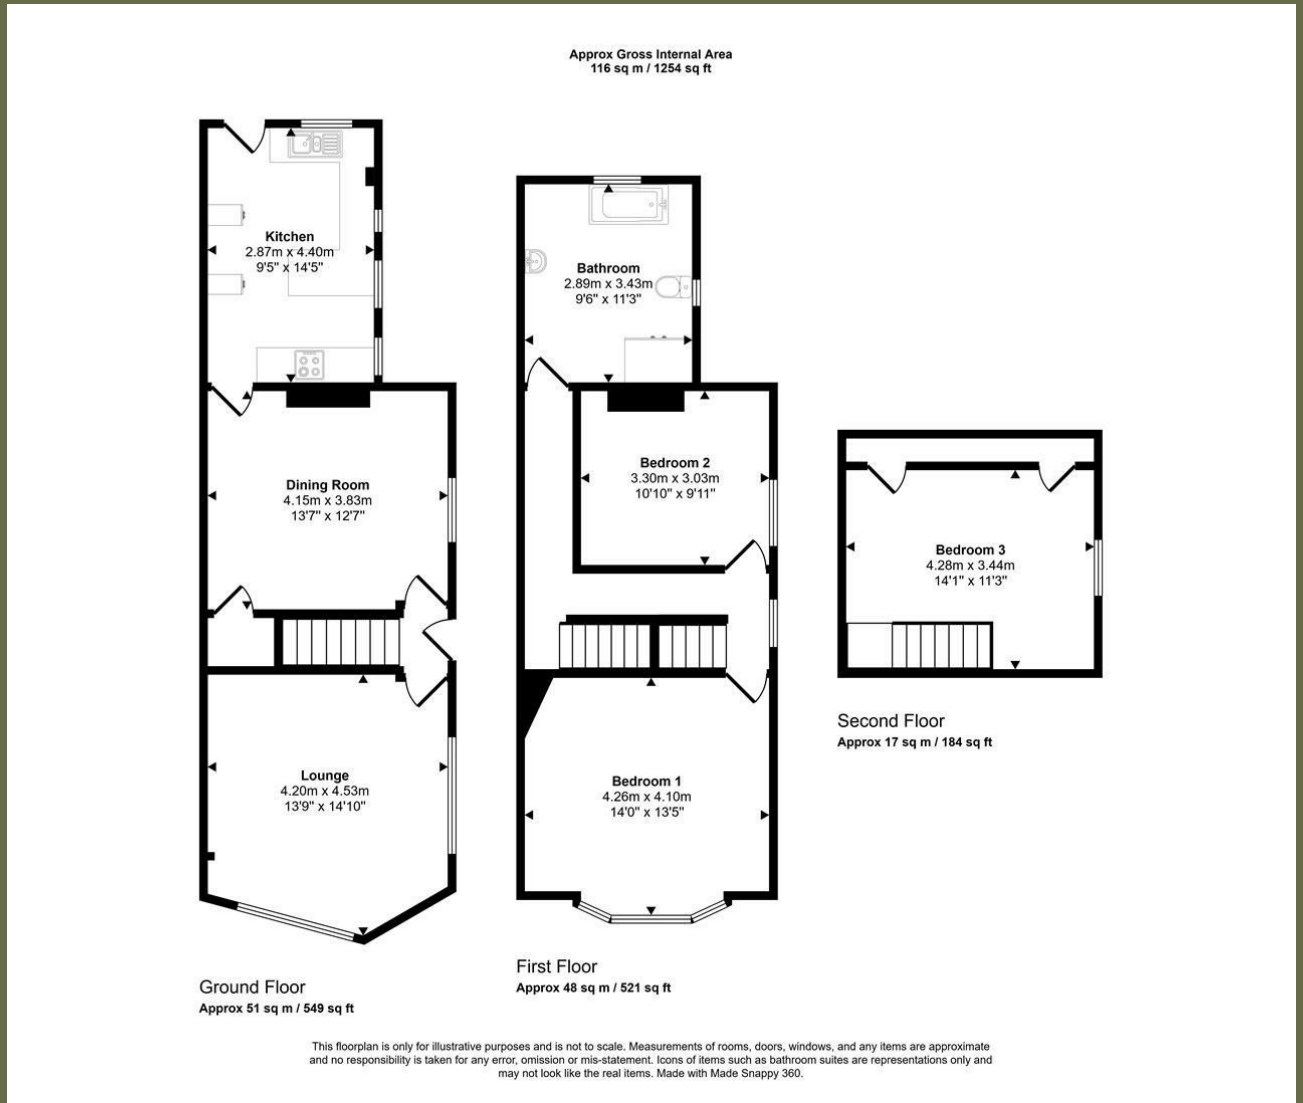 Approx Gross Internal Area
116 sq m / 1254 sq ft
Kitchen
2.87m x 4.40m
9'5" x 14'5"
Dining Room
4.15m x 3.83m
13'7" x 12'7"
Lounge
4.20m x 4.53m
13'9" x 14'10"
Ground Floor
Approx 51 sq m / 549 sq ft
Bathroom
2.89m x 3.43m
9'6" x 11'3"
Bedroom 2
3.30m x 3.03m
10'10" x 9'11"
Bedroom 1
4.26m x 4.10m
14'0" x 13'5"
First Floor
Approx 48 sq m / 521 sq ft
Bedroom 3
4.28m x 3.44m
14'1" x 11'3"
Second Floor
Approx 17 sq m / 184 sq ft
This floorplan is only for illustrative purposes and is not to scale. Measurements of rooms, doors, windows, and any items are approximate
and no responsibility is taken for any error, omission or mis-statement. Icons of items such as bathroom suites are representations only and
may not look like the real items. Made with Made Snappy 360.